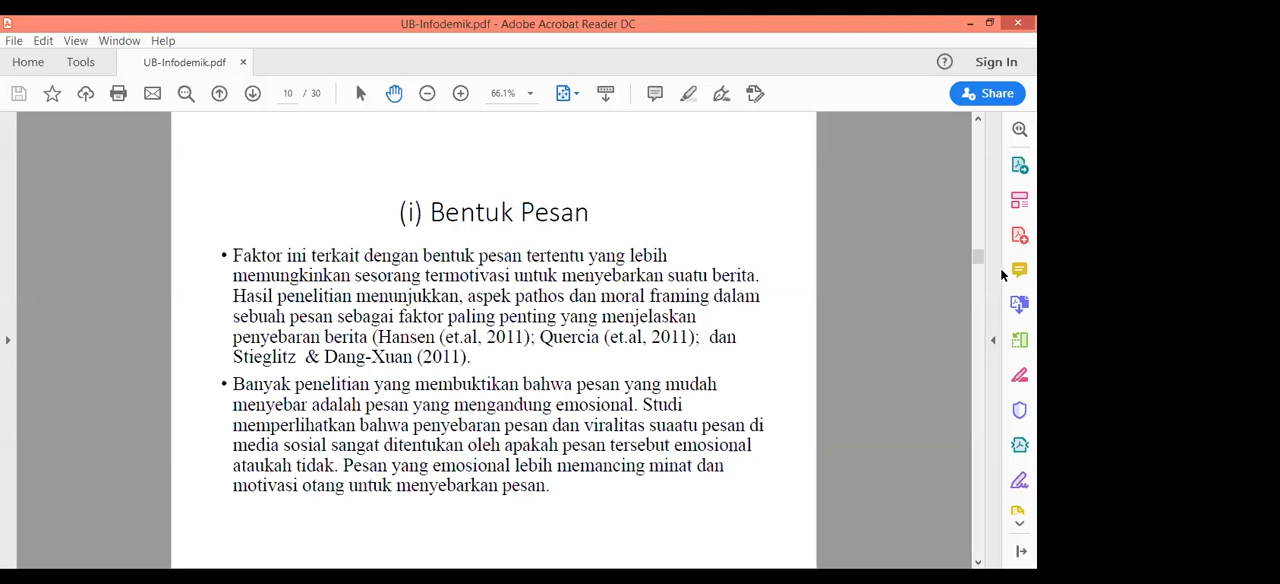 UB-Infodemik.pdf - Adobe Acrobat Reader DC
File Edit View Window Help
Home Tools UB-Infodemik.pdf × Sign In
10 / 30 66.1% Share
(i) Bentuk Pesan
• Faktor ini terkait dengan bentuk pesan tertentu yang lebih
memungkinkan sesorang termotivasi untuk menyebarkan suatu berita.
Hasil penelitian menunjukkan, aspek pathos dan moral framing dalam
sebuah pesan sebagai faktor paling penting yang menjelaskan
penyebaran berita (Hansen (et.al, 2011); Quercia (et.al, 2011); dan
Stieglitz & Dang-Xuan (2011).
• Banyak penelitian yang membuktikan bahwa pesan yang mudah
menyebar adalah pesan yang mengandung emosional. Studi
memperlihatkan bahwa penyebaran pesan dan viralitas suaatu pesan di
media sosial sangat ditentukan oleh apakah pesan tersebut emosional
ataukah tidak. Pesan yang emosional lebih memancing minat dan
motivasi otang untuk menyebarkan pesan.